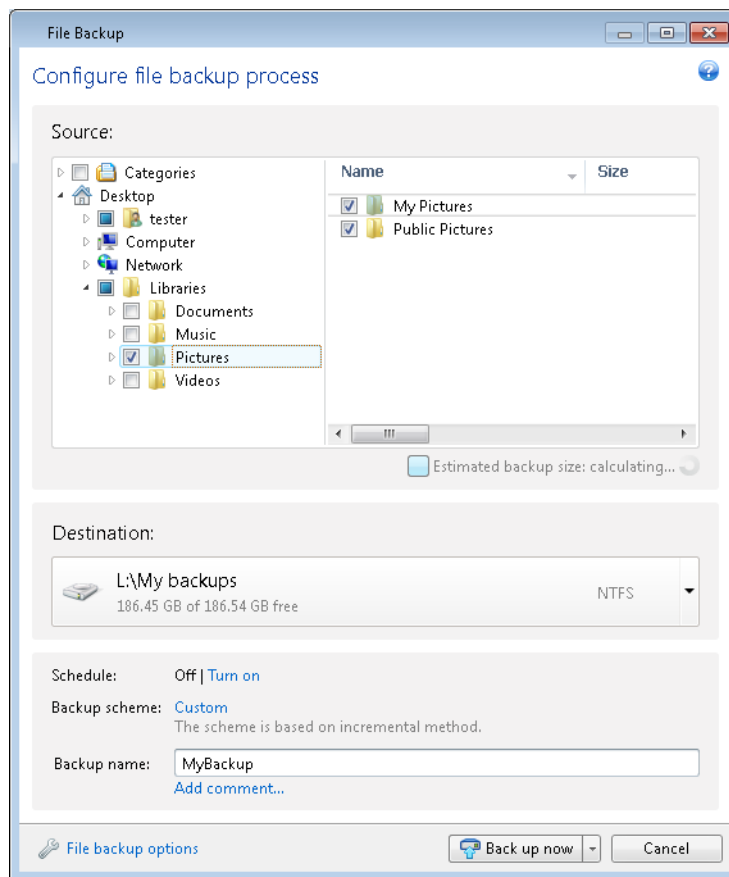 File Backup
Configure file backup process
?
Source:
Categories
Desktop
tester
Computer
Network
Libraries
Documents
Music
Pictures
Videos
Name Size
My Pictures
Public Pictures
Estimated backup size: calculating...
Destination:
L:\My backups
186.45 GB of 186.54 GB free
NTFS
Schedule: Off | Turn on
Backup scheme: Custom
The scheme is based on incremental method.
Backup name: MyBackup
Add comment...
File backup options
Back up now
Cancel